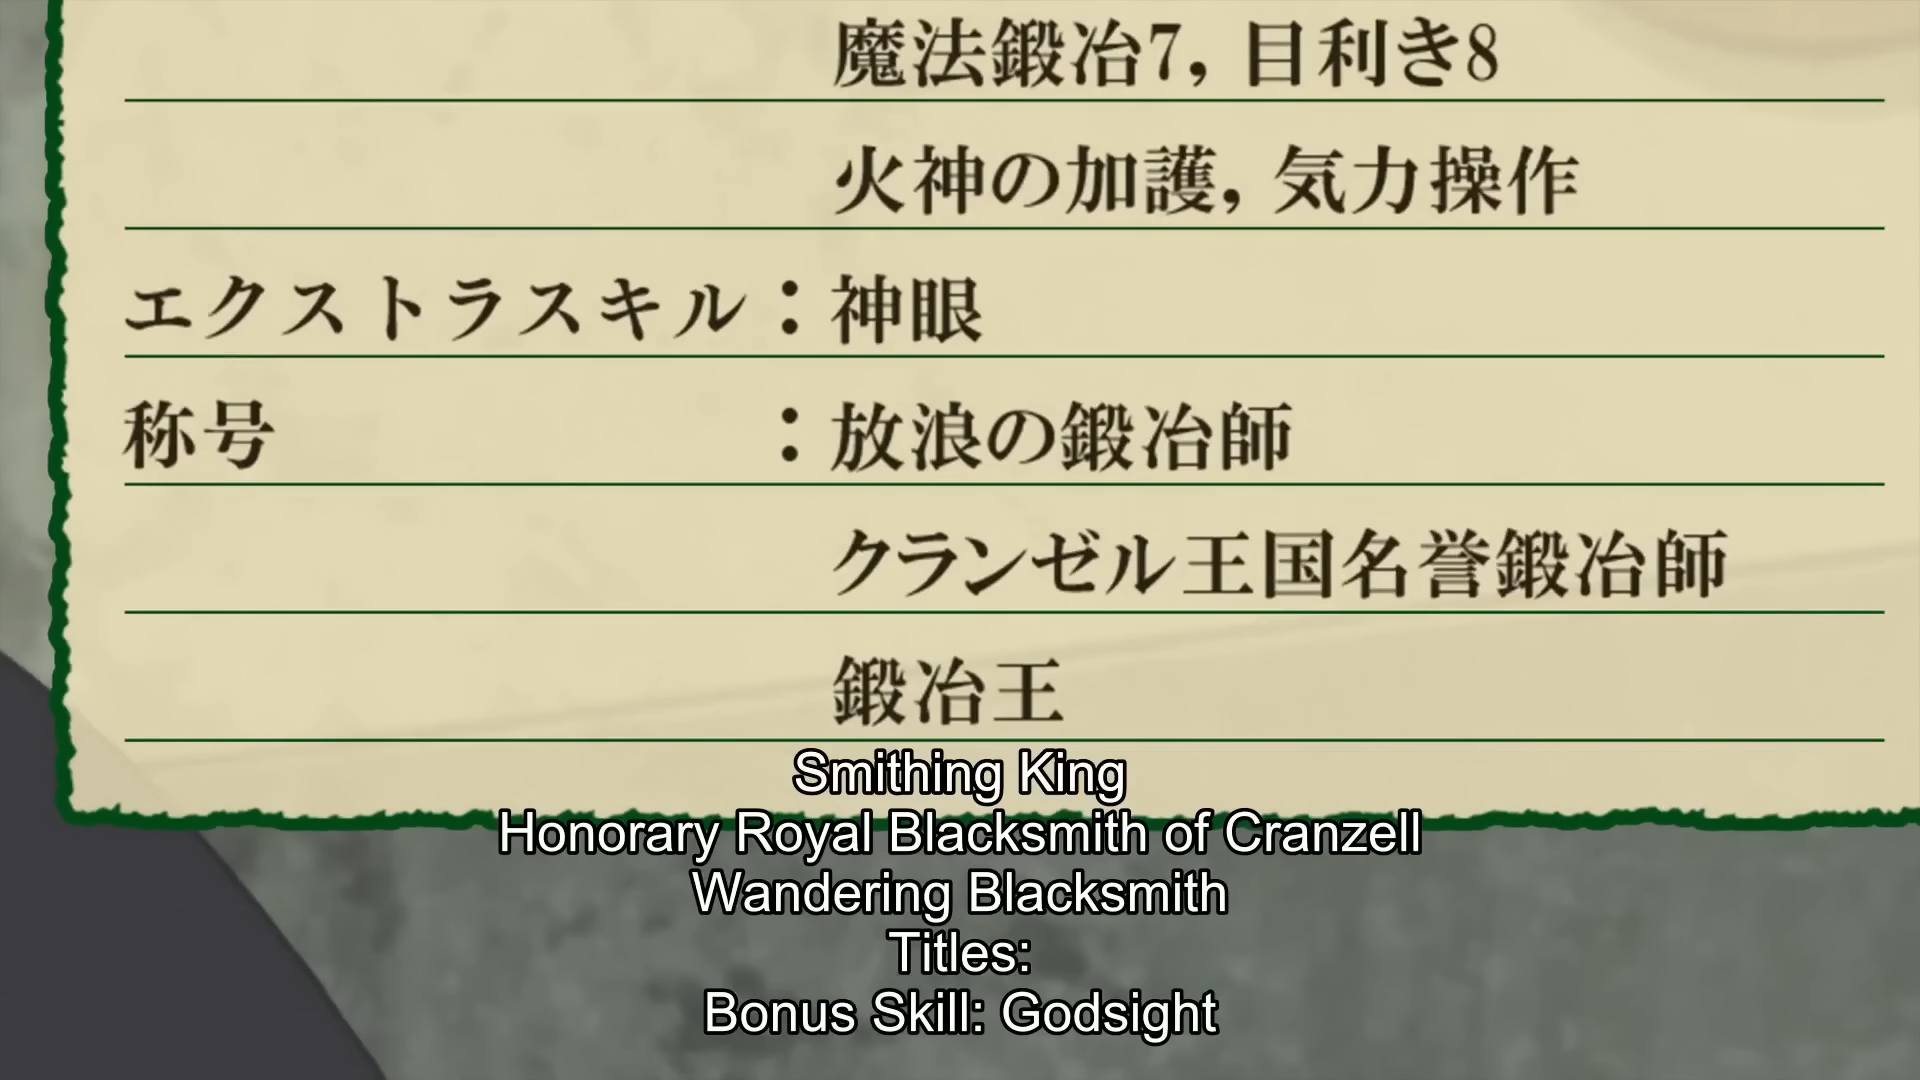 魔法鍛冶7, 目利き8
火神の加護, 気力操作
エクストラスキル：神眼
称号：放浪の鍛冶師
クランゼル王国名誉鍛冶師
鍛冶王
Smithing King
Honorary Royal Blacksmith of Cranzell
Wandering Blacksmith
Titles:
Bonus Skill: Godsight